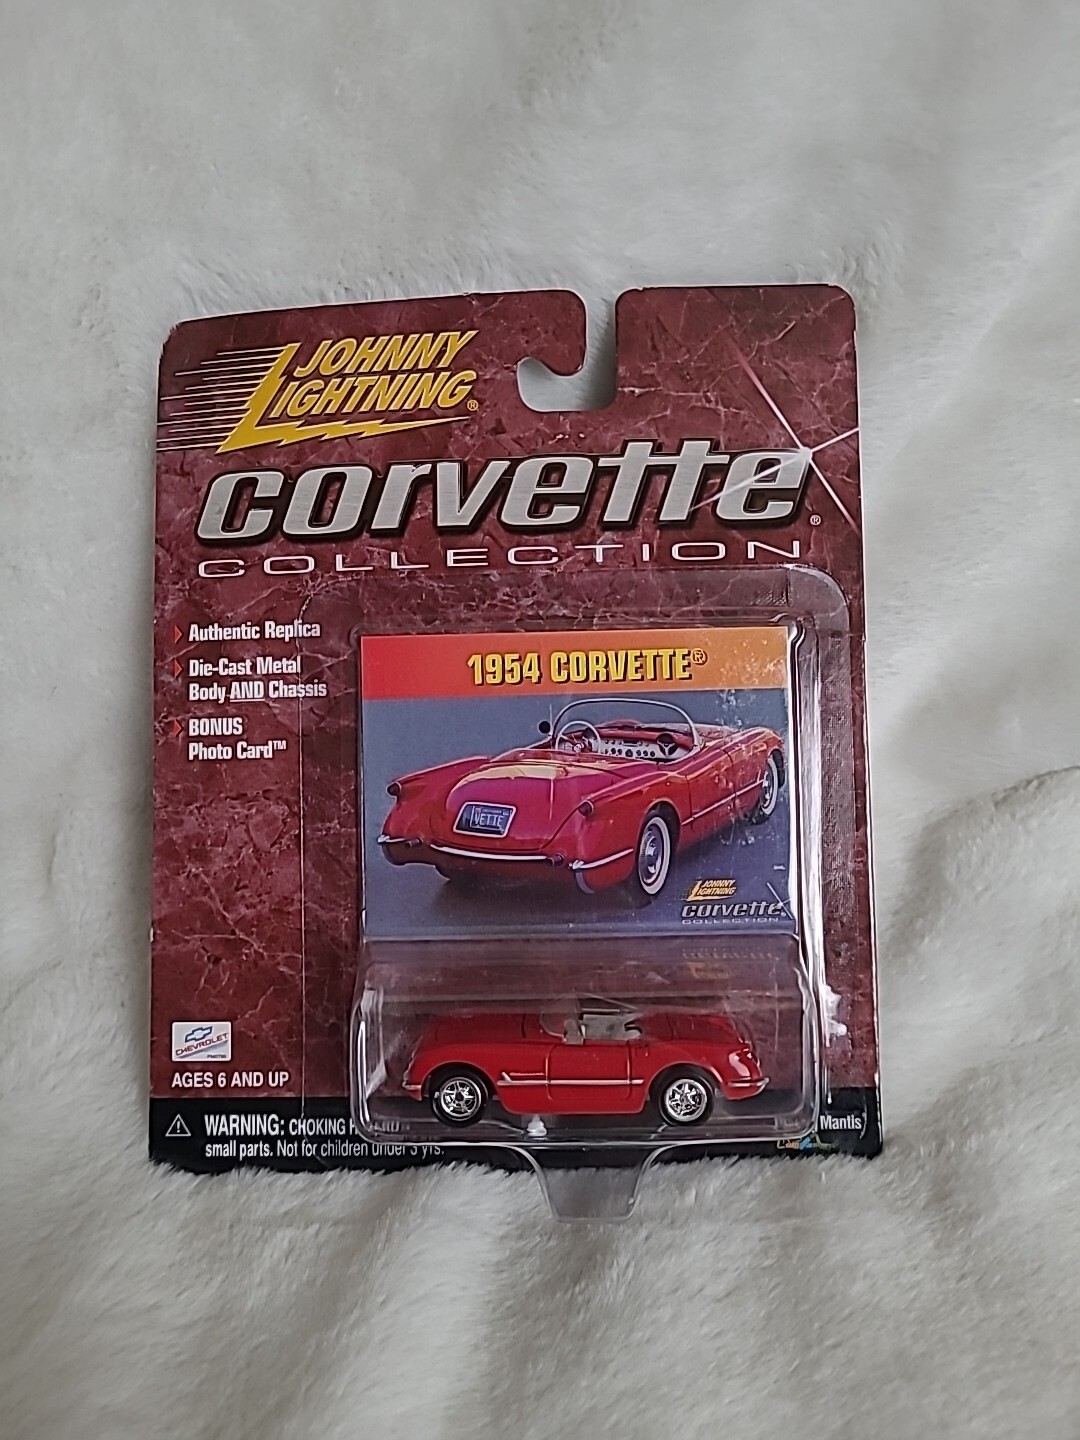 JOHNNY
LIGHTNING®
corvette®
COLLECTION
Authentic Replica
Die-Cast Metal
Body AND Chassis
BONUS
Photo Card™
1954 CORVETTE®
VETTE
JOHNNY
LIGHTNING
corvette
COLLECTION
CHEVROLET
AGES 6 AND UP
WARNING: CHOKING
small parts. Not for children under 3 yrs.
Mantis